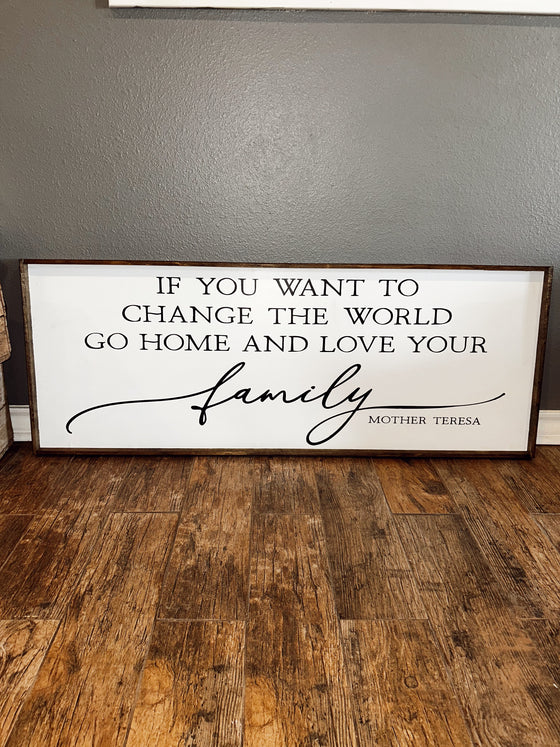 IF YOU WANT TO
CHANGE THE WORLD
GO HOME AND LOVE YOUR
family
MOTHER TERESA